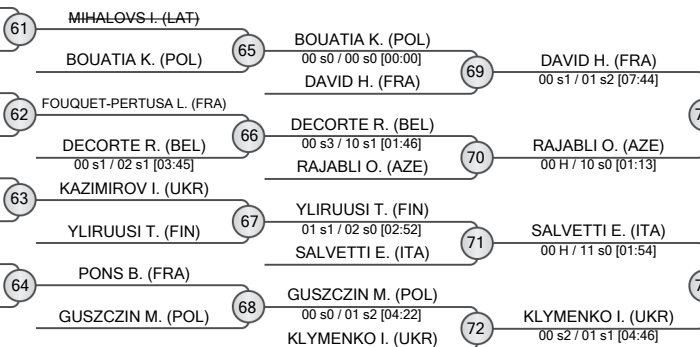 61
MIHALOVS I. (LAT)
BOUATIA K. (POL)
65
62
FOUQUET-PERTUSA L. (FRA)
DECORTE R. (BEL)
00 s1 / 02 s1 [03:45]
66
63
KAZIMIROV I. (UKR)
YLIRUUSI T. (FIN)
67
64
PONS B. (FRA)
GUSZCZIN M. (POL)
68
BOUATIA K. (POL)
00 s0 / 00 s0 [00:00]
DAVID H. (FRA)
69
DECORTE R. (BEL)
00 s3 / 10 s1 [01:46]
RAJABLI O. (AZE)
70
YLIRUUSI T. (FIN)
01 s1 / 02 s0 [02:52]
SALVETTI E. (ITA)
71
GUSZCZIN M. (POL)
00 s0 / 01 s2 [04:22]
KLYMENKO I. (UKR)
72
DAVID H. (FRA)
00 s1 / 01 s2 [07:44]
RAJABLI O. (AZE)
00 H / 10 s0 [01:13]
SALVETTI E. (ITA)
00 H / 11 s0 [01:54]
KLYMENKO I. (UKR)
00 s2 / 01 s1 [04:46]